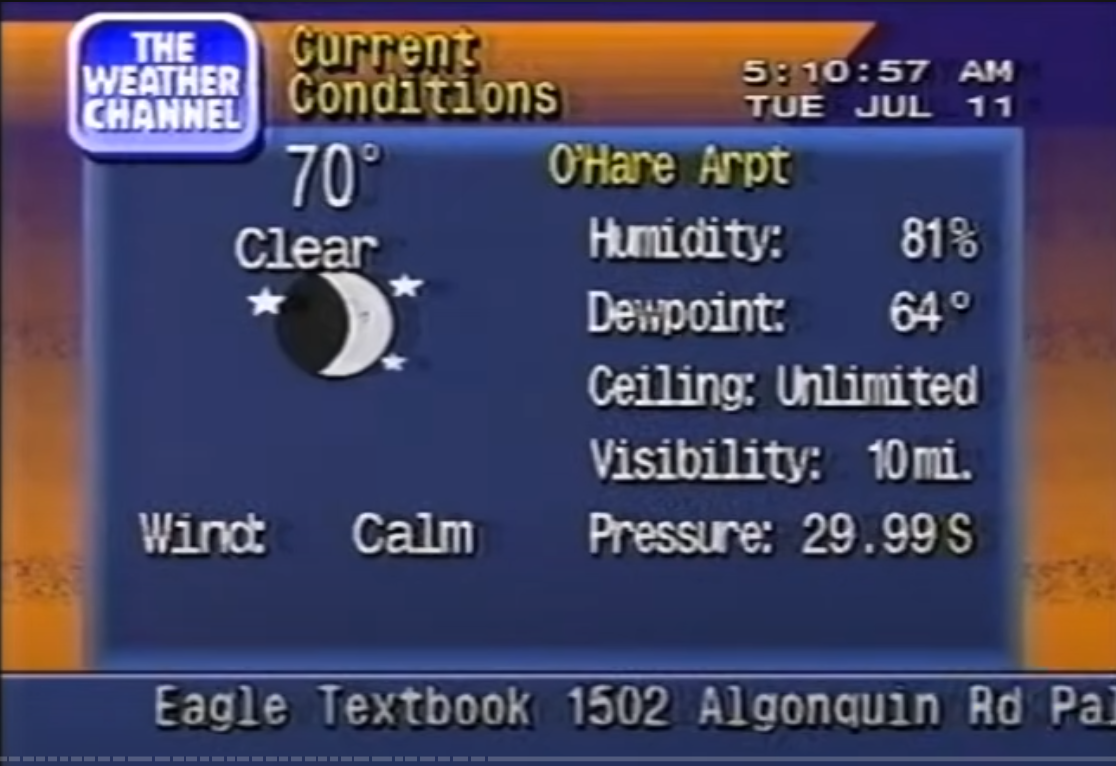 THE
WEATHER
CHANNEL
Current
Conditions
5:10:57 AM
TUE JUL 11
70°
O'Hare Arpt
Clear
Humidity: 81%
Dewpoint: 64°
Ceiling: Unlimited
Visibility: 10mi.
Wind: Calm
Pressure: 29.99 S
Eagle Textbook 1502 Algonquin Rd Pal